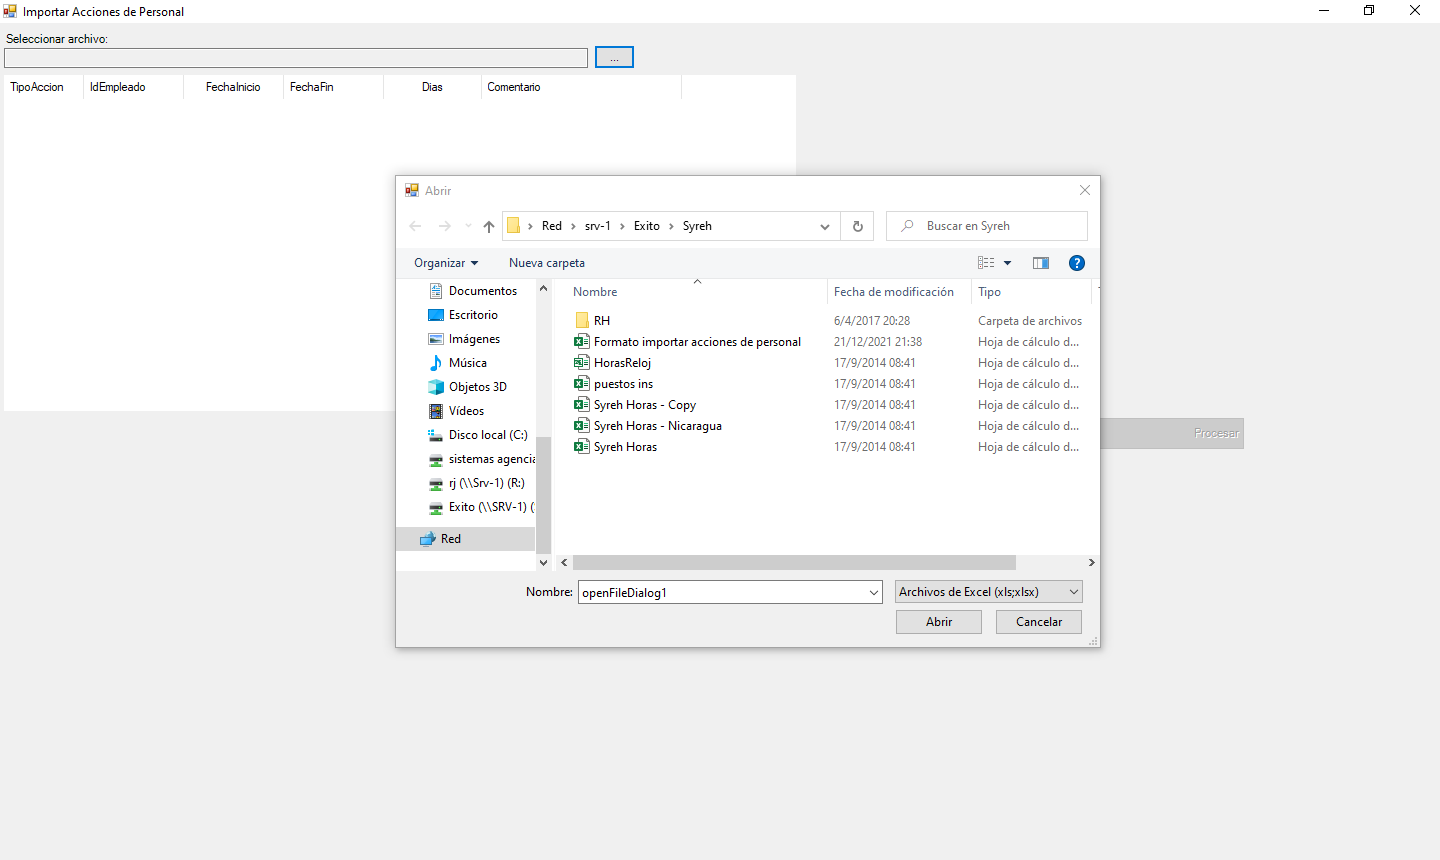 Importar Acciones de Personal
Seleccionar archivo:
...
TipoAccion IdEmpleado FechaInicio FechaFin Dias Comentario
Abrir
Red srv-1 Exito Syreh
Buscar en Syreh
Organizar Nueva carpeta
?
Nombre Fecha de modificación Tipo
Documentos
Escritorio
Imágenes
Música
Objetos 3D
Vídeos
Disco local (C:)
sistemas agencia
rj (\\Srv-1) (R:)
Exito (\\SRV-1) (
Red
RH 6/4/2017 20:28 Carpeta de archivos
Formato importar acciones de personal 21/12/2021 21:38 Hoja de cálculo d...
HorasReloj 17/9/2014 08:41 Hoja de cálculo d...
puestos ins 17/9/2014 08:41 Hoja de cálculo d...
Syreh Horas - Copy 17/9/2014 08:41 Hoja de cálculo d...
Syreh Horas - Nicaragua 17/9/2014 08:41 Hoja de cálculo d...
Syreh Horas 17/9/2014 08:41 Hoja de cálculo d...
Procesar
Nombre: openFileDialog1 Archivos de Excel (xls;xlsx)
Abrir Cancelar